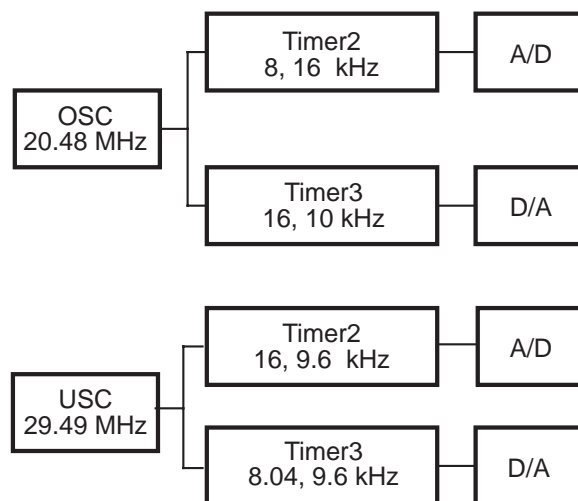 Timer2
8, 16 kHz
A/D
OSC
20.48 MHz
Timer3
16, 10 kHz
D/A
Timer2
16, 9.6 kHz
A/D
USC
29.49 MHz
Timer3
8.04, 9.6 kHz
D/A